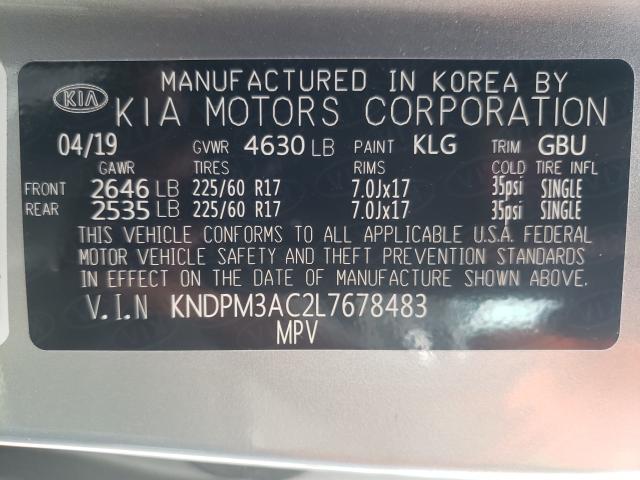 MANUFACTURED IN KOREA BY
KIA KIA MOTORS CORPORATION
04/19 GVWR 4630 LB PAINT KLG TRIM GBU
GAWR TIRES RIMS COLD TIRE INFL
FRONT 2646 LB 225/60 R17 7.0Jx17 35psi SINGLE
REAR 2535 LB 225/60 R17 7.0Jx17 35psi SINGLE
THIS VEHICLE CONFORMS TO ALL APPLICABLE U.S.A. FEDERAL
MOTOR VEHICLE SAFETY AND THEFT PREVENTION STANDARDS
IN EFFECT ON THE DATE OF MANUFACTURE SHOWN ABOVE.
V.I.N KNDPM3AC2L7678483
MPV